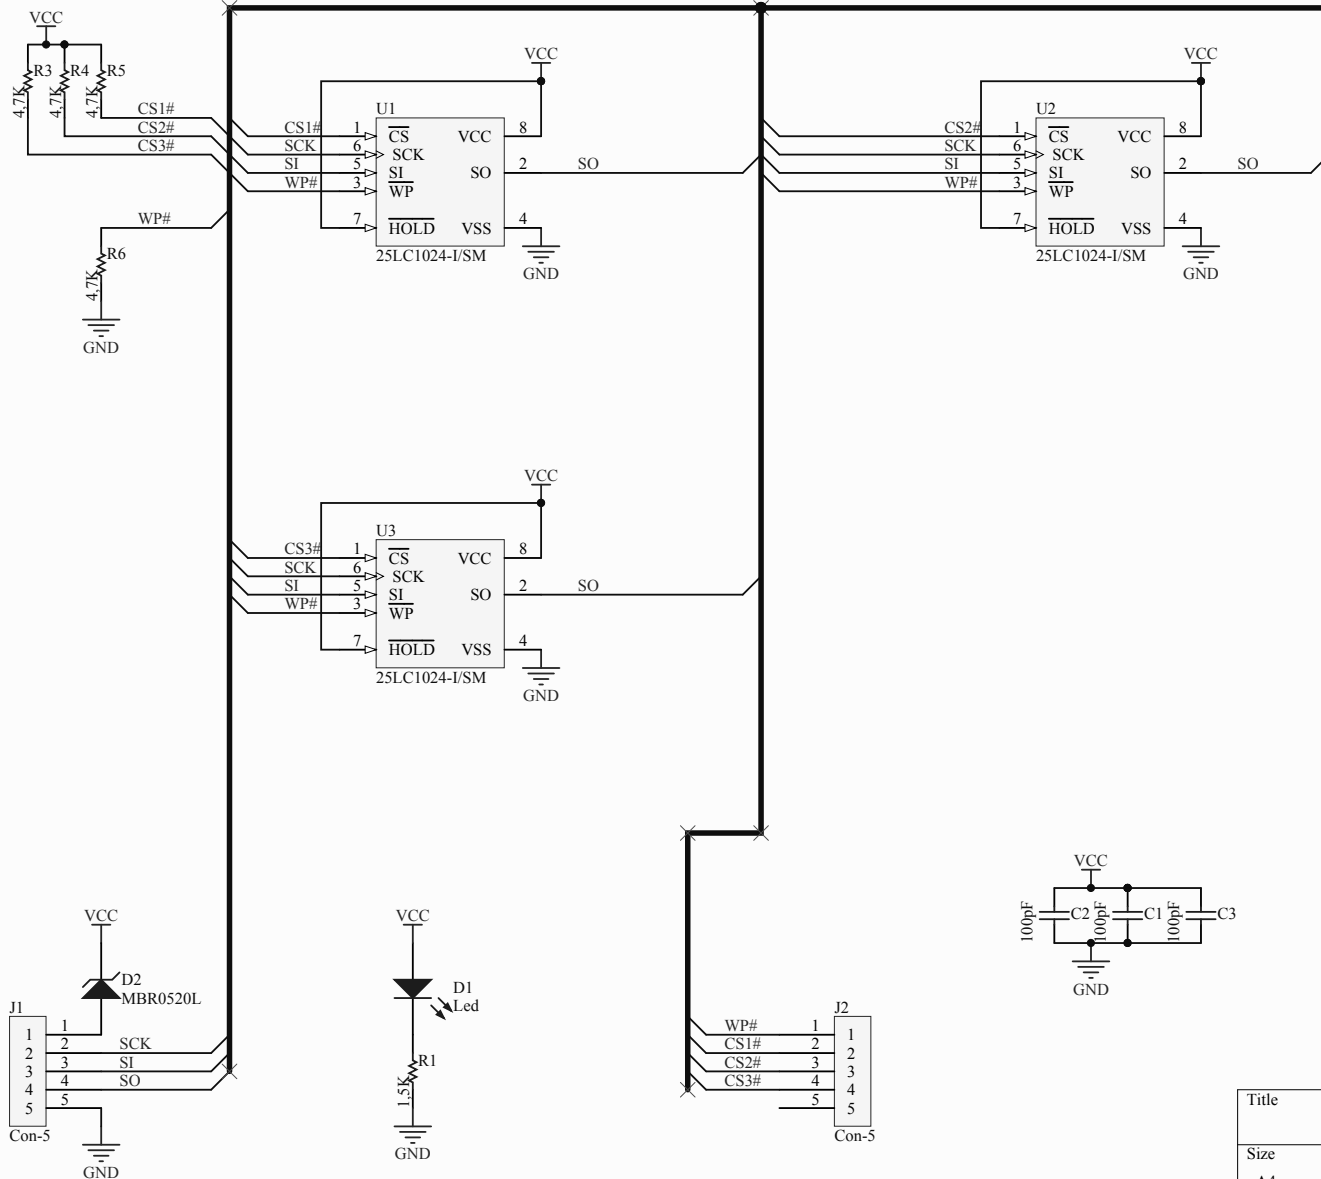 VCC
R3 R4 R5
4,7K 4,7K 4,7K
CS1#
CS2#
CS3#
WP#
R6
4,7K
GND
VCC
U1
CS1# 1 CS VCC 8
SCK 6 SCK
SI 5 SI SO 2 SO
WP# 3 WP
7 HOLD VSS 4
25LC1024-I/SM
GND
VCC
U2
CS2# 1 CS VCC 8
SCK 6 SCK
SI 5 SI SO 2 SO
WP# 3 WP
7 HOLD VSS 4
25LC1024-I/SM
GND
VCC
U3
CS3# 1 CS VCC 8
SCK 6 SCK
SI 5 SI SO 2 SO
WP# 3 WP
7 HOLD VSS 4
25LC1024-I/SM
GND
VCC
D2
MBR0520L
J1
1 1
2 2 SCK
3 3 SI
4 4 SO
5 5
Con-5
GND
VCC
D1
Led
R1
1,5K
GND
J2
WP# 1 1
CS1# 2 2
CS2# 3 3
CS3# 4 4
5 5
Con-5
VCC
100pF C2 100pF C1 100pF C3
GND
Title
Size